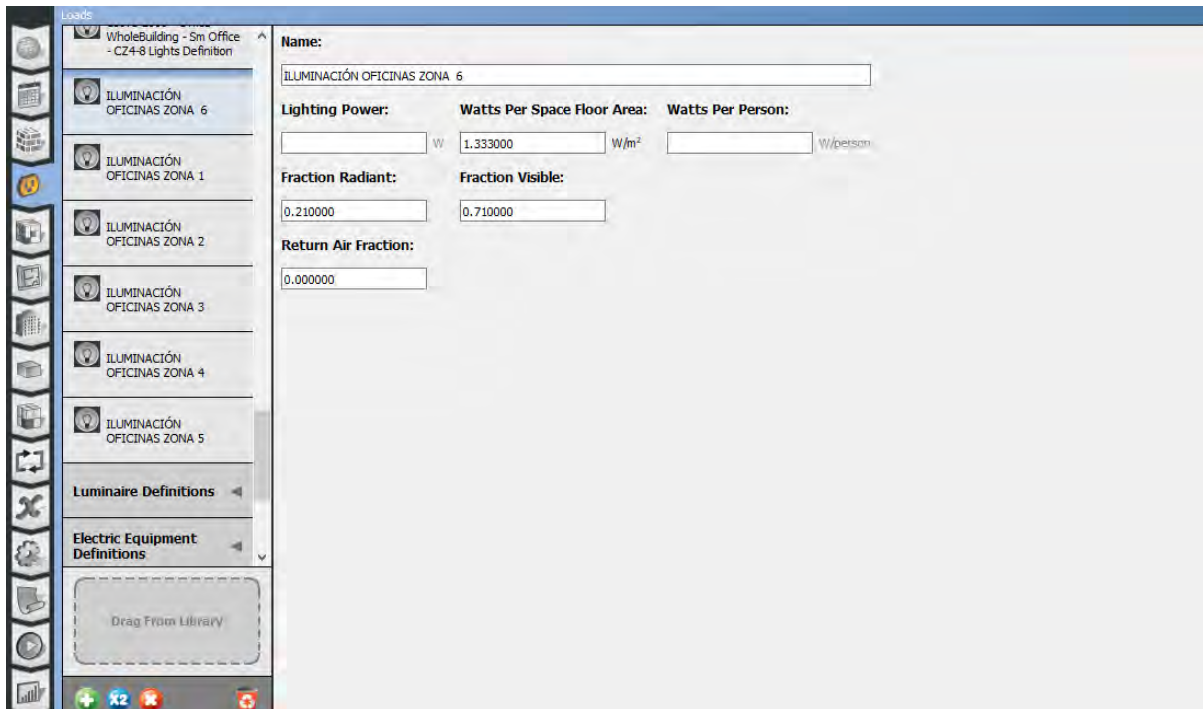 Loads
WholeBuilding - Sm Office
- CZ4-8 Lights Definition
ILUMINACIÓN
OFICINAS ZONA  6
ILUMINACIÓN
OFICINAS ZONA 1
ILUMINACIÓN
OFICINAS ZONA 2
ILUMINACIÓN
OFICINAS ZONA 3
ILUMINACIÓN
OFICINAS ZONA 4
ILUMINACIÓN
OFICINAS ZONA 5
Luminaire Definitions
Electric Equipment
Definitions
Drag From Library
x2
Name:
ILUMINACIÓN OFICINAS ZONA  6
Lighting Power: Watts Per Space Floor Area: Watts Per Person:
W 1.333000 W/m² W/person
Fraction Radiant: Fraction Visible:
0.210000 0.710000
Return Air Fraction:
0.000000